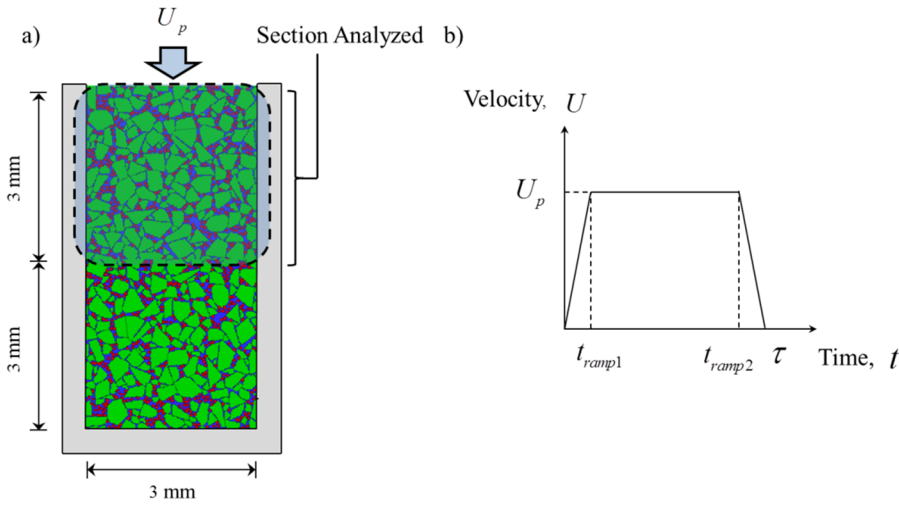 a)
U_p
Section Analyzed
3 mm
3 mm
3 mm
b)
Velocity, U
U_p
t_ramp1
t_ramp2
τ
Time, t